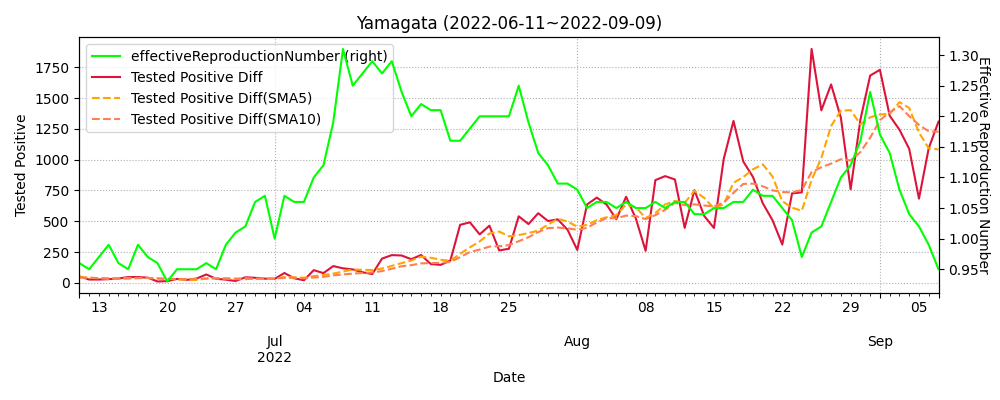 Yamagata (2022-06-11~2022-09-09)
effectiveReproductionNumber (right)
Tested Positive Diff
Tested Positive Diff(SMA5)
Tested Positive Diff(SMA10)
Tested Positive
1750
1500
1250
1000
750
500
250
0
Effective Reproduction Number
1.30
1.25
1.20
1.15
1.10
1.05
1.00
0.95
13 20 27 04 11 18 25 08 15 22 29 05
Jul Aug Sep
2022
Date